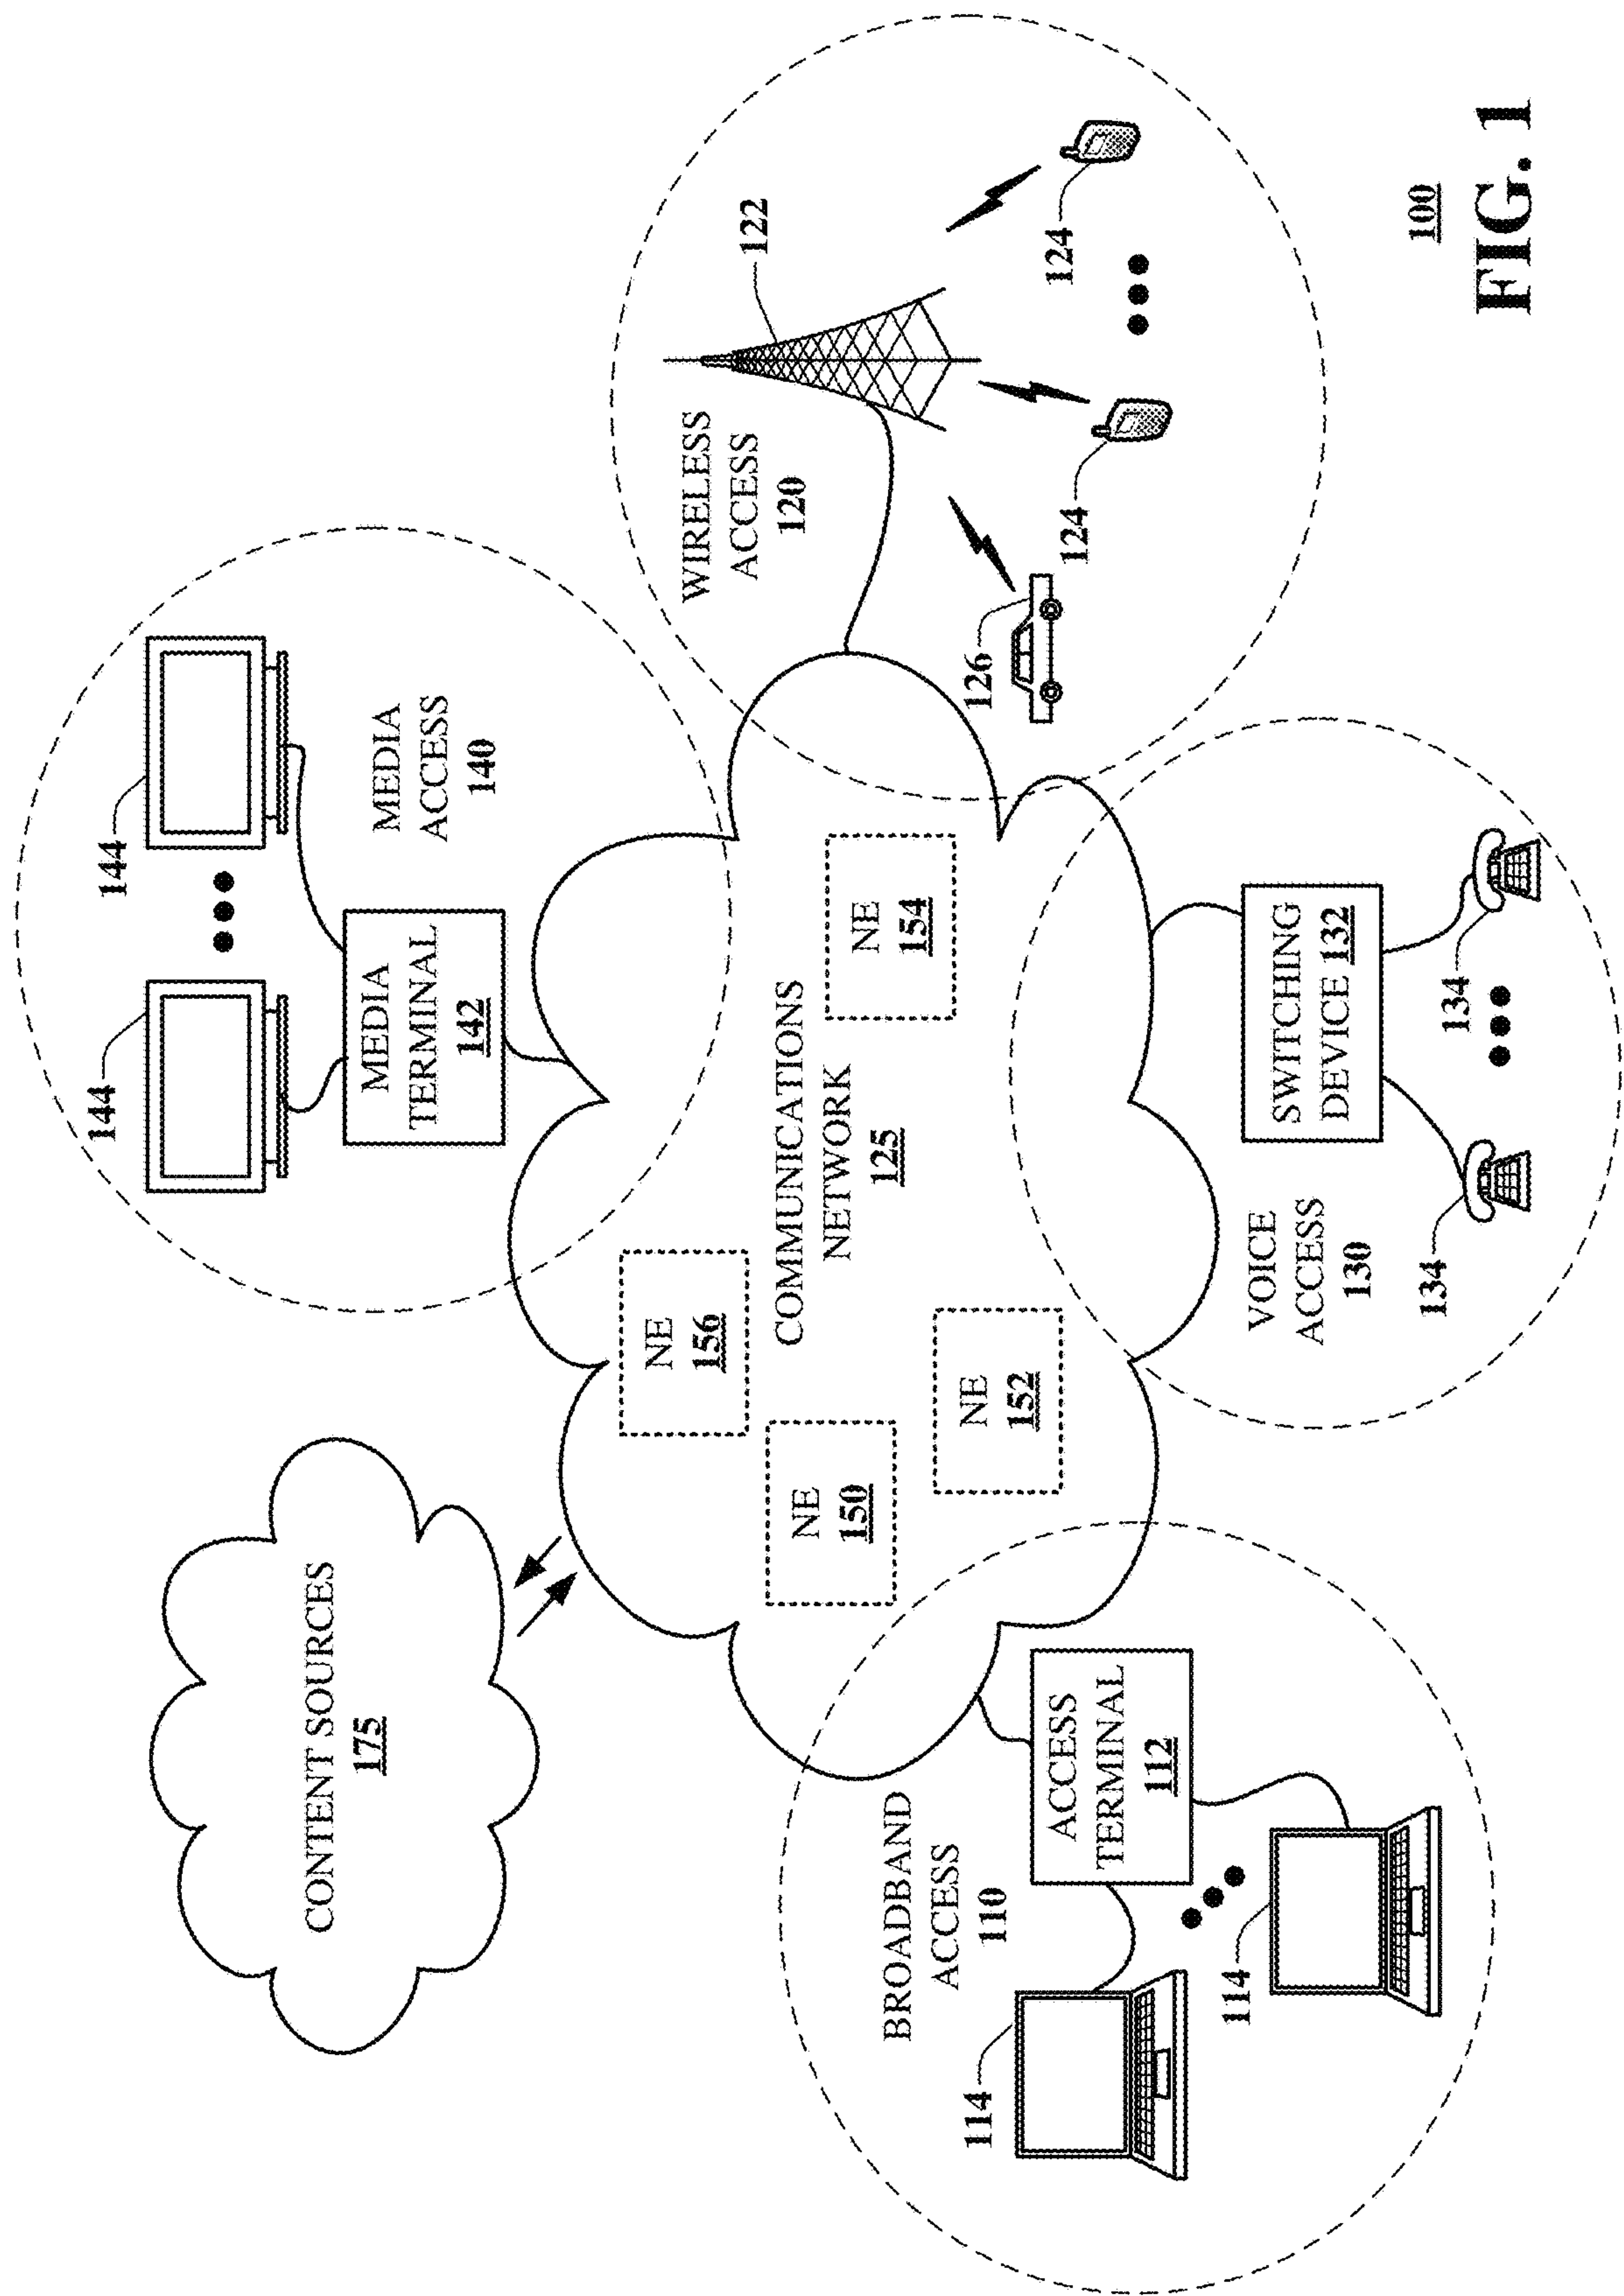 CONTENT SOURCES
175
144
144
MEDIA
TERMINAL
142
MEDIA
ACCESS
140
NE
156
NE
150
NE
152
COMMUNICATIONS
NETWORK
125
NE
154
WIRELESS
ACCESS
120
122
124
124
126
BROADBAND
ACCESS
110
ACCESS
TERMINAL
112
114
114
VOICE
ACCESS
130
SWITCHING
DEVICE 132
134
134
100
FIG. 1